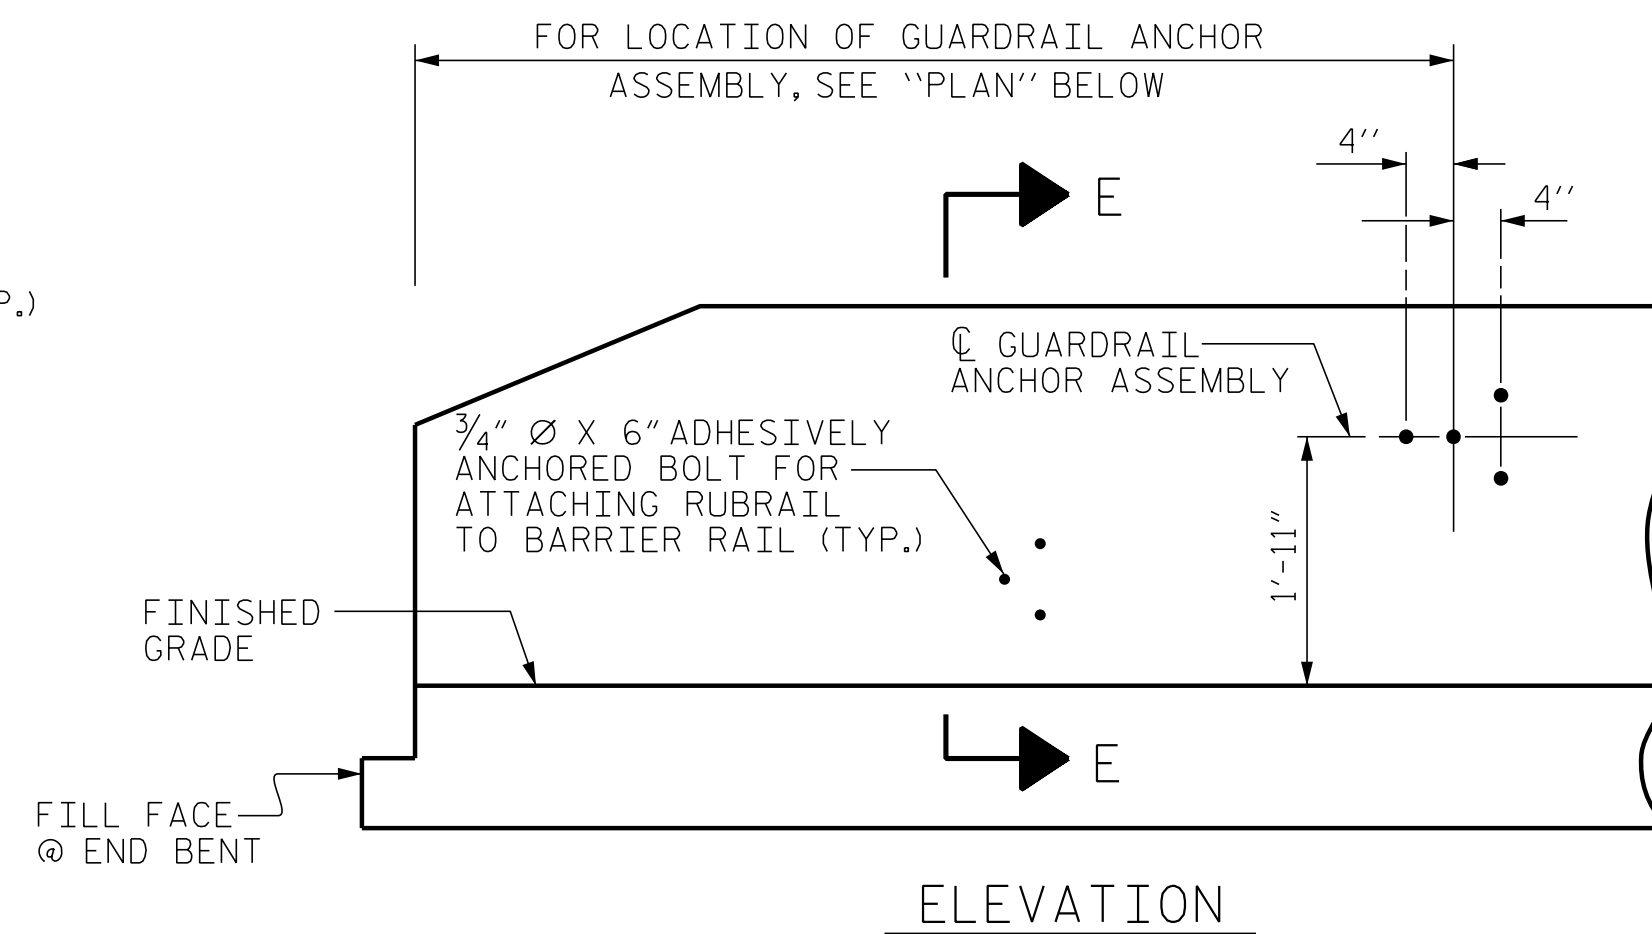 FOR LOCATION OF GUARDRAIL ANCHOR
ASSEMBLY, SEE ‘‘PLAN’’ BELOW
4’’
4’’
E
P.)
℄ GUARDRAIL
ANCHOR ASSEMBLY
3/4" Ø X 6" ADHESIVELY
ANCHORED BOLT FOR
ATTACHING RUBRAIL
TO BARRIER RAIL (TYP.)
1'-11"
FINISHED
GRADE
E
FILL FACE
@ END BENT
ELEVATION